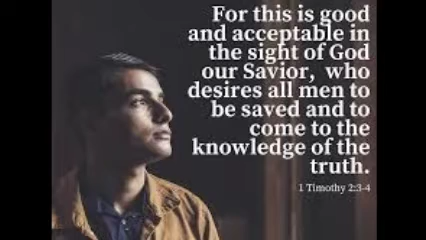 For this is good
and acceptable in
the sight of God
our Savior, who
desires all men to
be saved and to
come to the
knowledge of the
truth.
1 Timothy 2:3-4